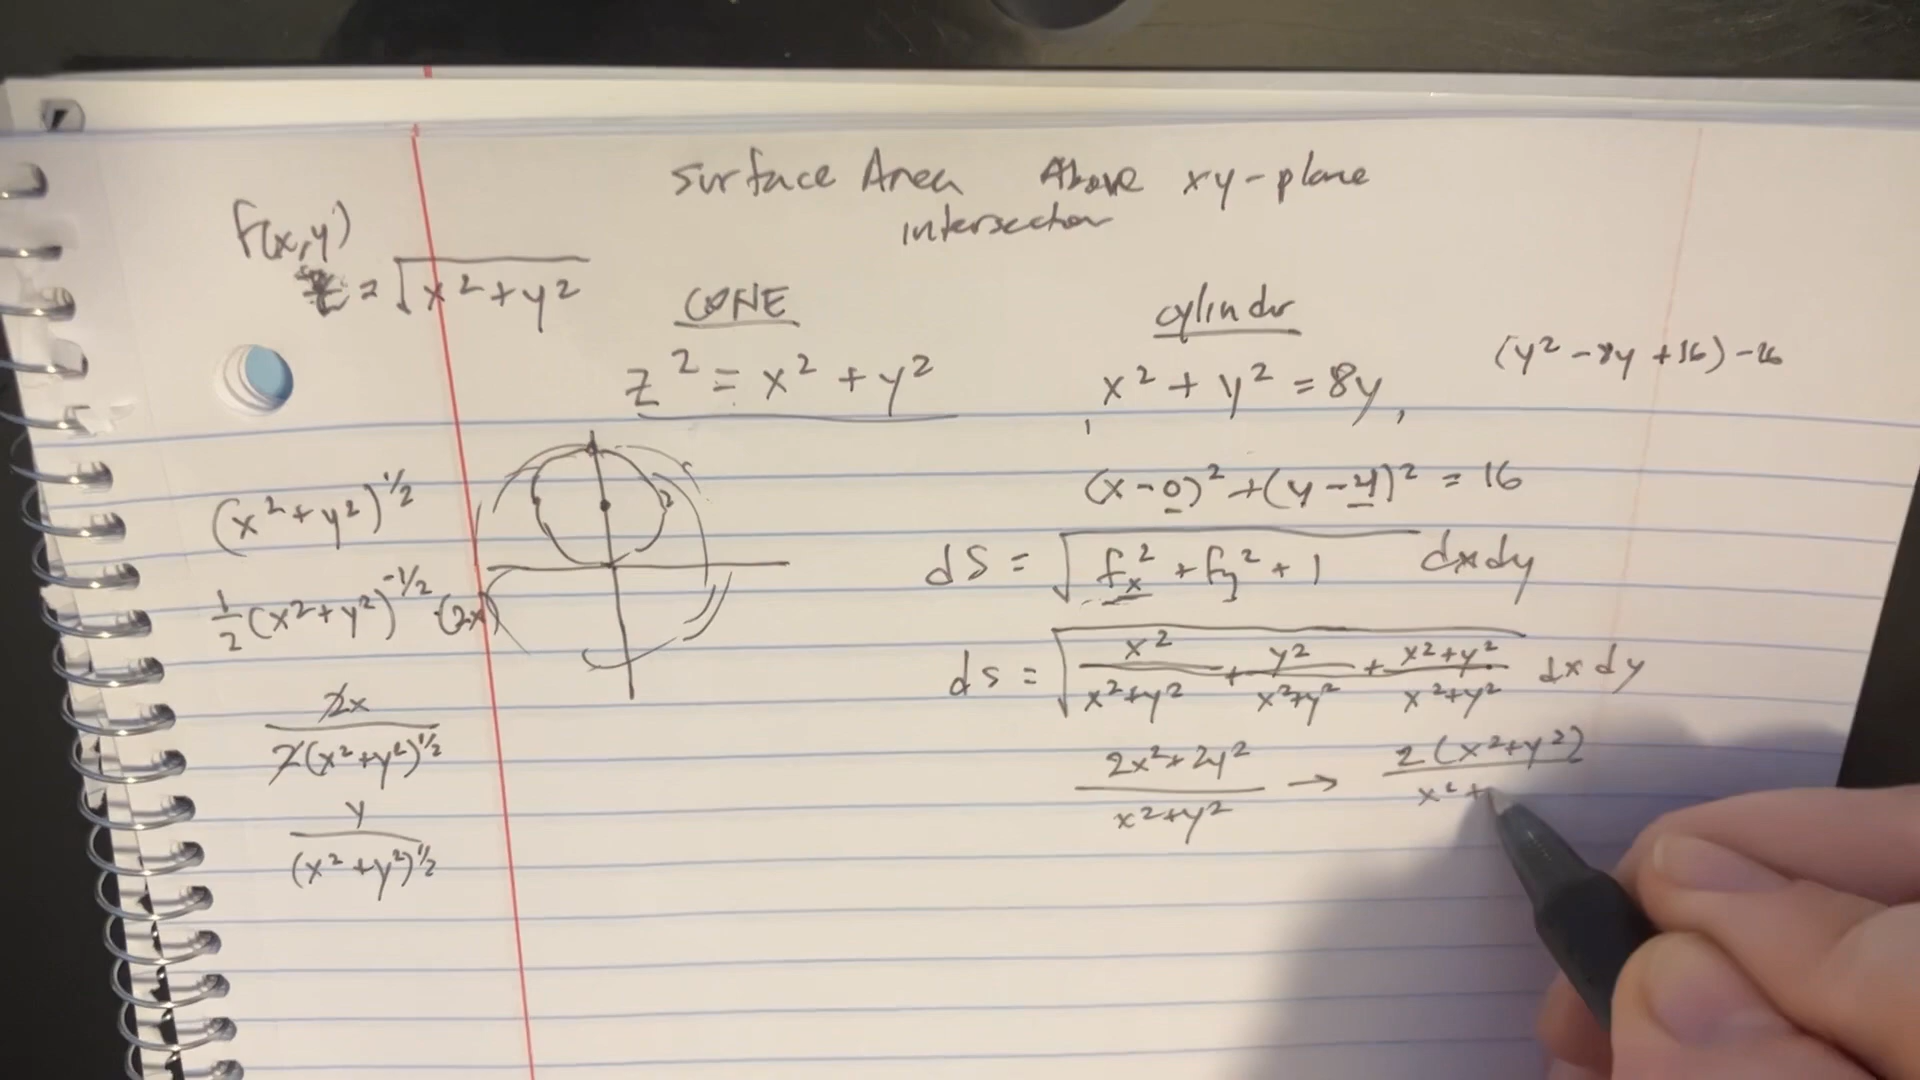 Surface Area Above xy-plane
intersection
f(x,y)
z = √(x² + y²)
CONE
z² = x² + y²
cylinder
x² + y² = 8y,
(y² - 8y + 16) - 16
(x - 0)² + (y - 4)² = 16
(x² + y²)^1/2
1/2 (x² + y²)^-1/2 · (2x)
2x / 2(x² + y²)^1/2
y / (x² + y²)^1/2
dS = √(fx² + fy² + 1) dx dy
ds = √(x²/(x² + y²) + y²/(x² + y²) + (x² + y²)/(x² + y²)) dx dy
(2x² + 2y²)/(x² + y²) → 2(x² + y²)/x² +